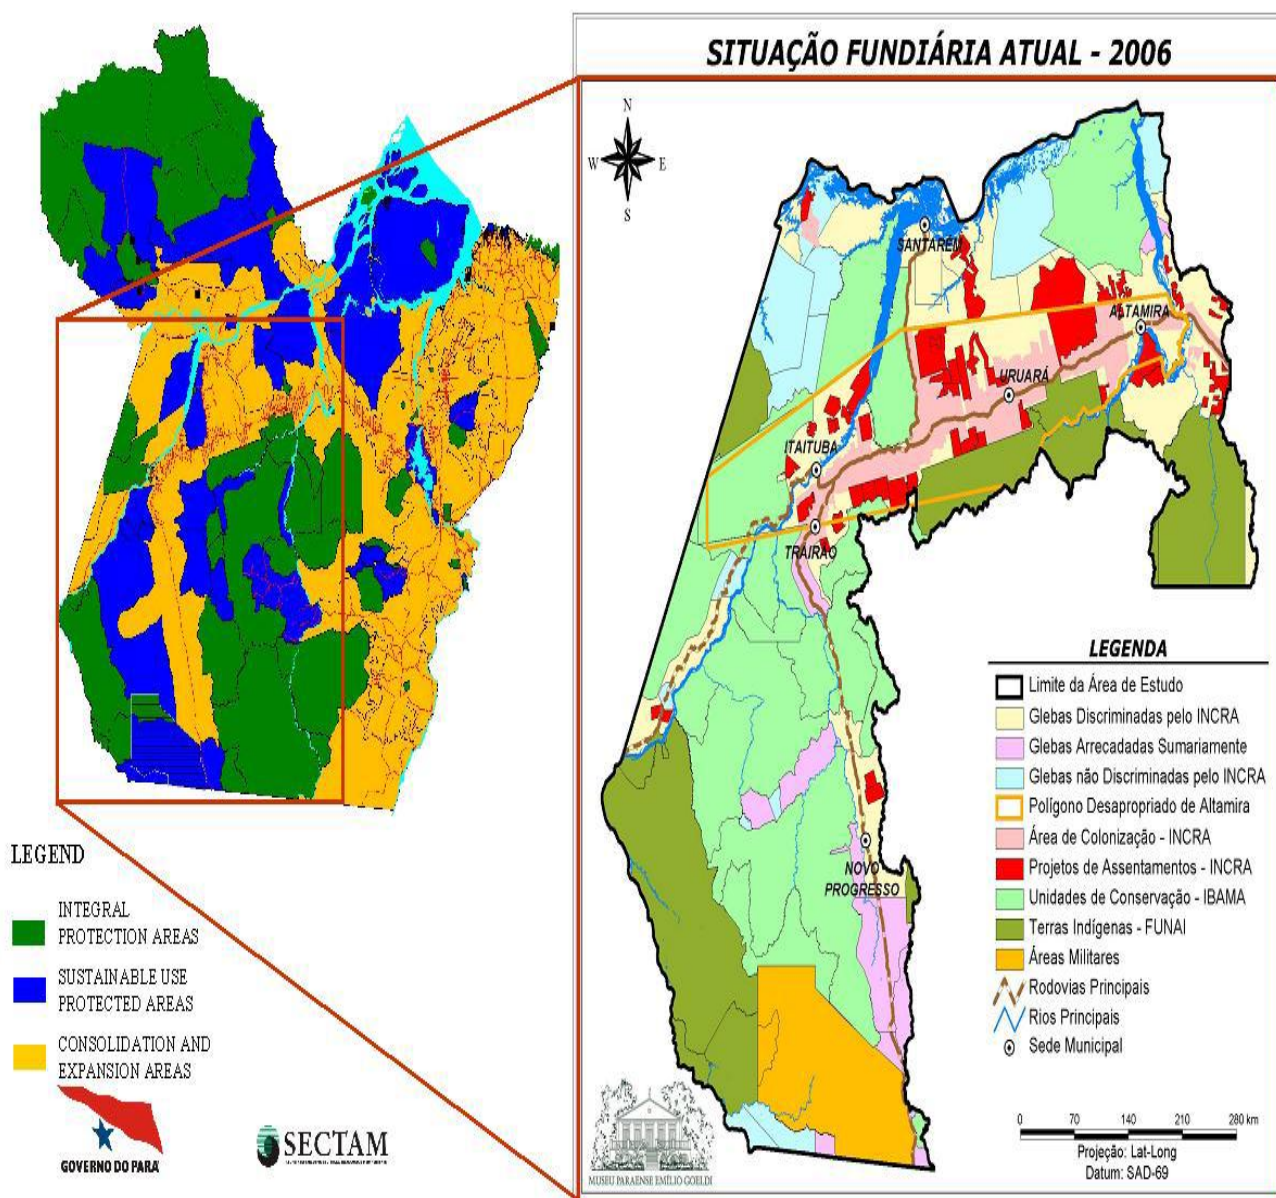 SITUAÇÃO FUNDIÁRIA ATUAL - 2006
N
W E
S
SANTARÉM
ALTAMIRA
URUARÁ
ITAITUBA
TRAIRÃO
NOVO
PROGRESSO
LEGENDA
Limite da Área de Estudo
Glebas Discriminadas pelo INCRA
Glebas Arrecadadas Sumariamente
Glebas não Discriminadas pelo INCRA
Polígono Desapropriado de Altamira
Área de Colonização - INCRA
Projetos de Assentamentos - INCRA
Unidades de Conservação - IBAMA
Terras Indígenas - FUNAI
Áreas Militares
Rodovias Principais
Rios Principais
Sede Municipal
0 70 140 210 280 km
Projeção: Lat-Long
Datum: SAD-69
MUSEU PARAENSE EMÍLIO GOELDI
LEGEND
INTEGRAL
PROTECTION AREAS
SUSTAINABLE USE
PROTECTED AREAS
CONSOLIDATION AND
EXPANSION AREAS
GOVERNO DO PARÁ
SECTAM